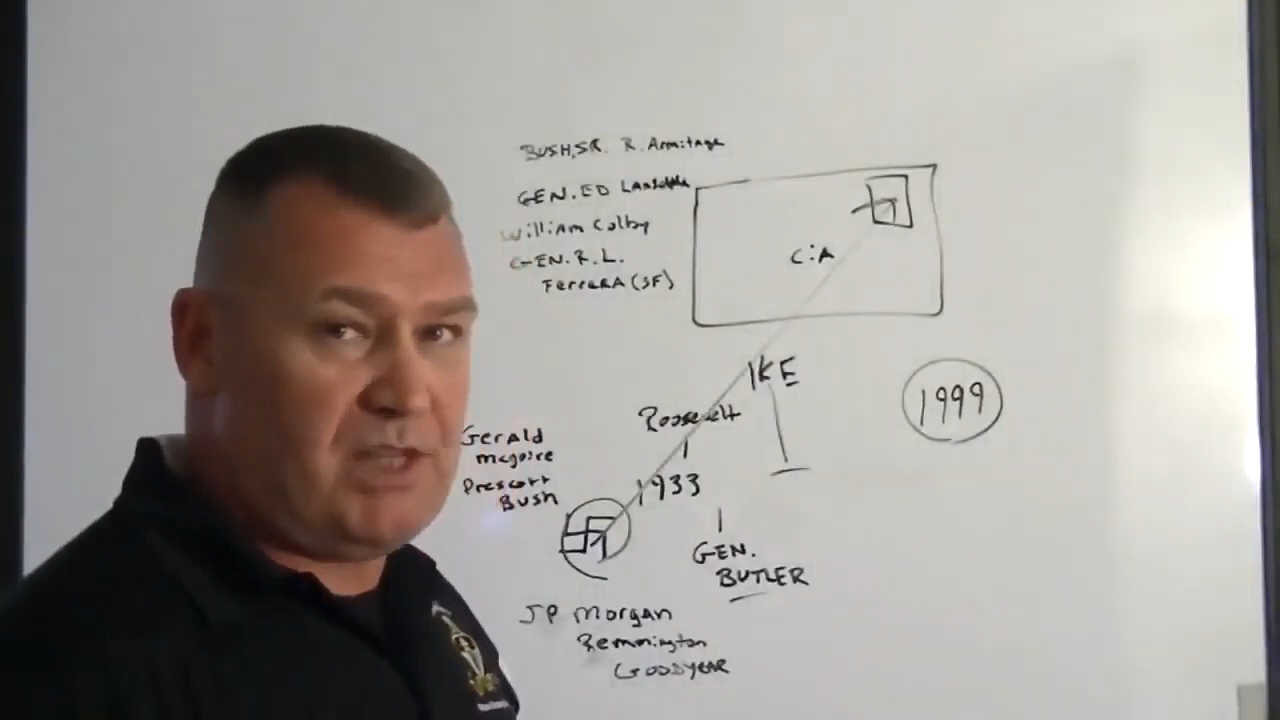 BUSH, SR. R. Armitage
GEN. ED Lansdale
William Colby
GEN. R.L.
Ferrera (SF)
CiA
IKE
1999
Roosevelt
Gerald
mcguire
Prescott
Bush
1933
GEN.
BUTLER
JP Morgan
Remmington
GOODYEAR